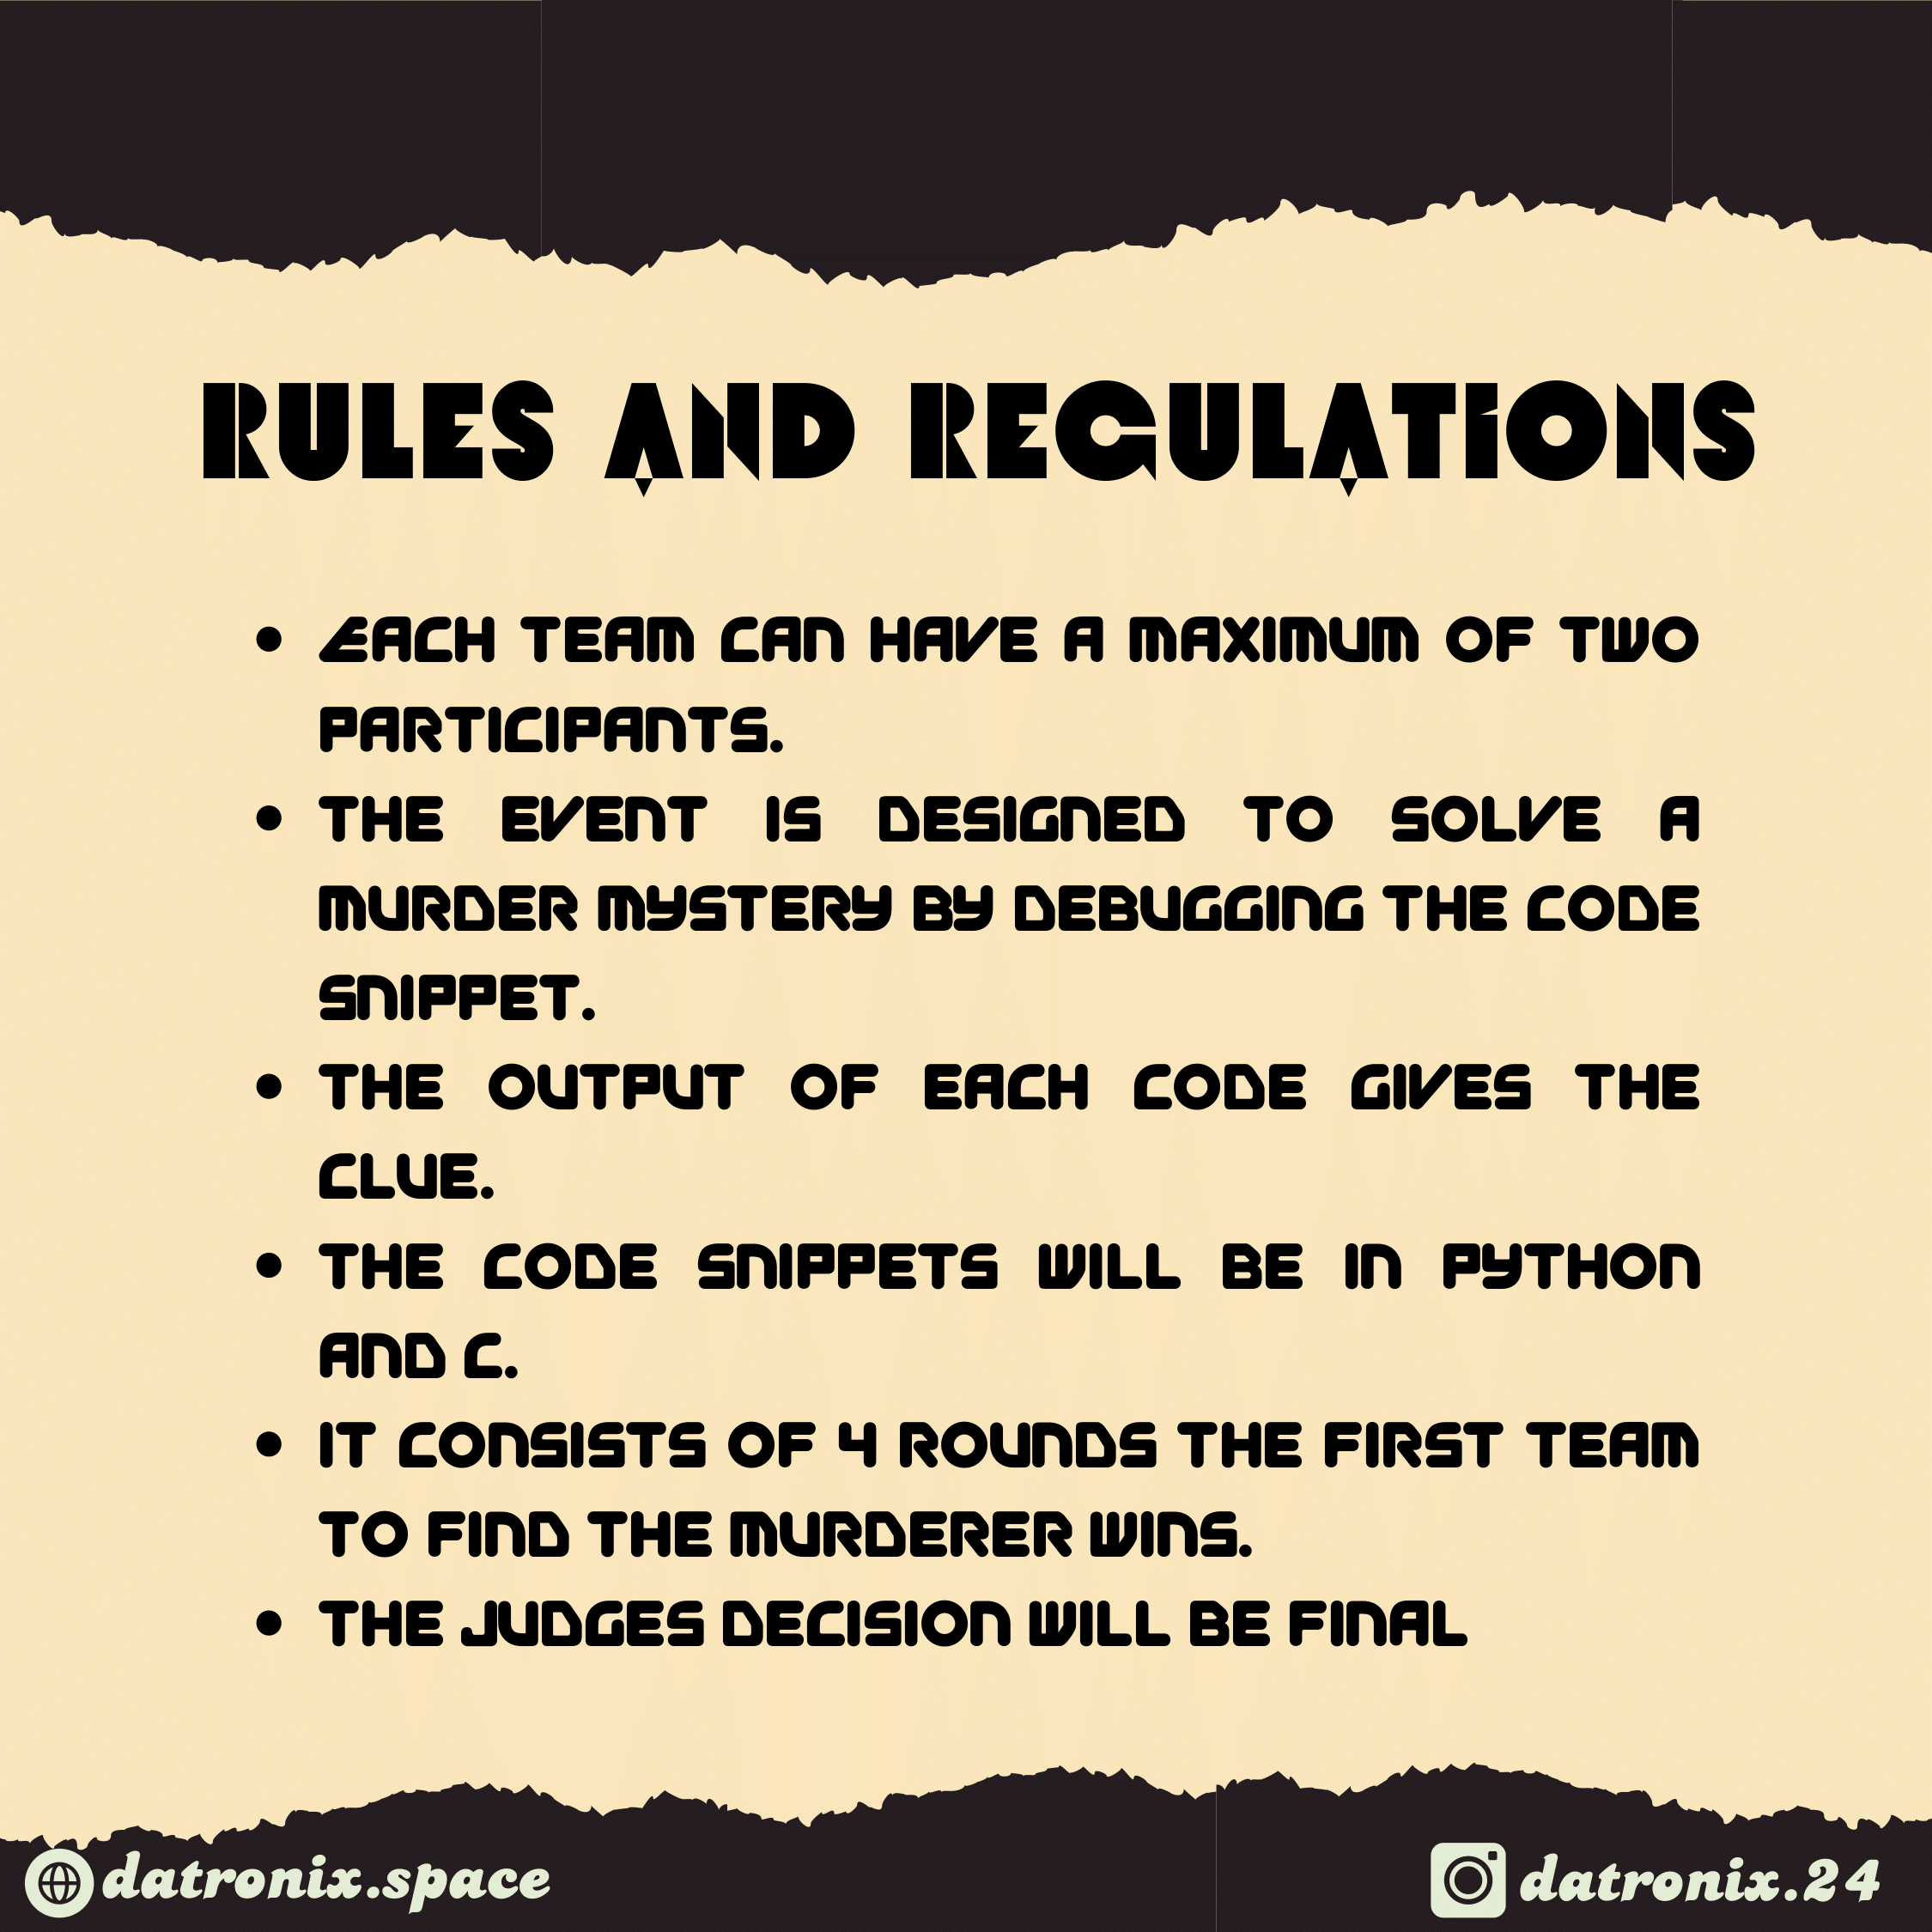 RULES AND REGULATIONS
• EACH TEAM CAN HAVE A MAXIMUM OF TWO
PARTICIPANTS.
• THE EVENT IS DESIGNED TO SOLVE A
MURDER MYSTERY BY DEBUGGING THE CODE
SNIPPET.
• THE OUTPUT OF EACH CODE GIVES THE
CLUE.
• THE CODE SNIPPETS WILL BE IN PYTHON
AND C.
• IT CONSISTS OF 4 ROUNDS THE FIRST TEAM
TO FIND THE MURDERER WINS.
• THE JUDGES DECISION WILL BE FINAL
datronix.space
datronix.24